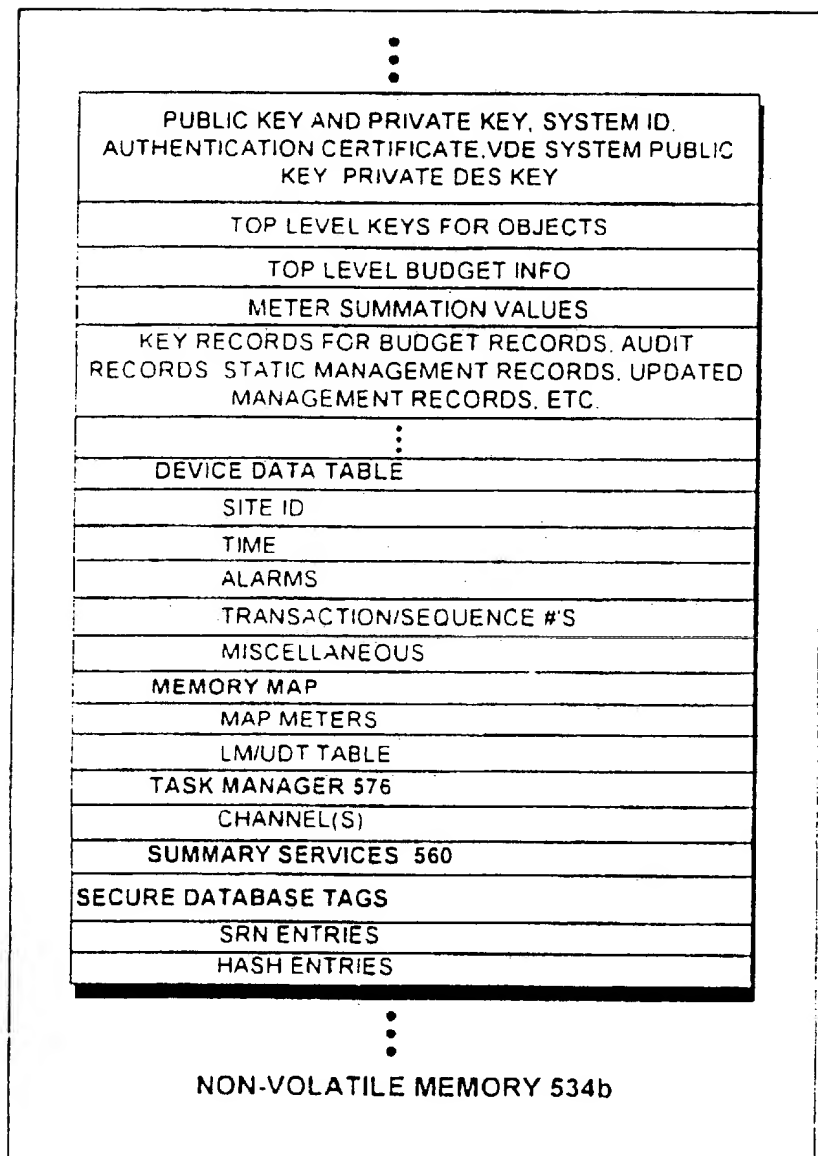 PUBLIC KEY AND PRIVATE KEY, SYSTEM ID.
AUTHENTICATION CERTIFICATE,VDE SYSTEM PUBLIC
KEY PRIVATE DES KEY
TOP LEVEL KEYS FOR OBJECTS
TOP LEVEL BUDGET INFO
METER SUMMATION VALUES
KEY RECORDS FOR BUDGET RECORDS, AUDIT
RECORDS STATIC MANAGEMENT RECORDS, UPDATED
MANAGEMENT RECORDS, ETC.
DEVICE DATA TABLE
SITE ID
TIME
ALARMS
TRANSACTION/SEQUENCE #'S
MISCELLANEOUS
MEMORY MAP
MAP METERS
LM/UDT TABLE
TASK MANAGER 576
CHANNEL(S)
SUMMARY SERVICES 560
SECURE DATABASE TAGS
SRN ENTRIES
HASH ENTRIES
NON-VOLATILE MEMORY 534b